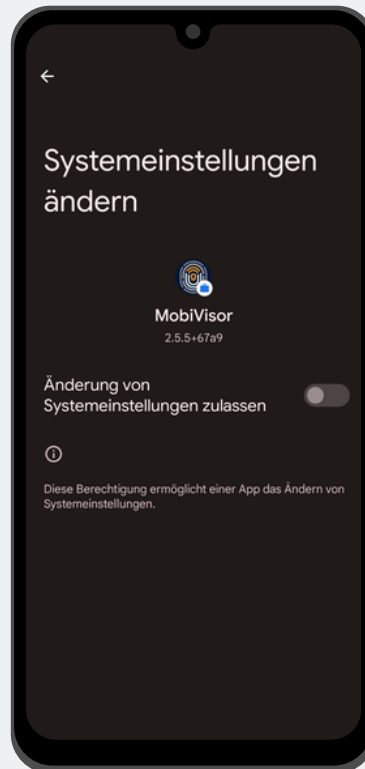 Systemeinstellungen
ändern
MobiVisor
2.5.5+67a9
Änderung von
Systemeinstellungen zulassen
Diese Berechtigung ermöglicht einer App das Ändern von
Systemeinstellungen.